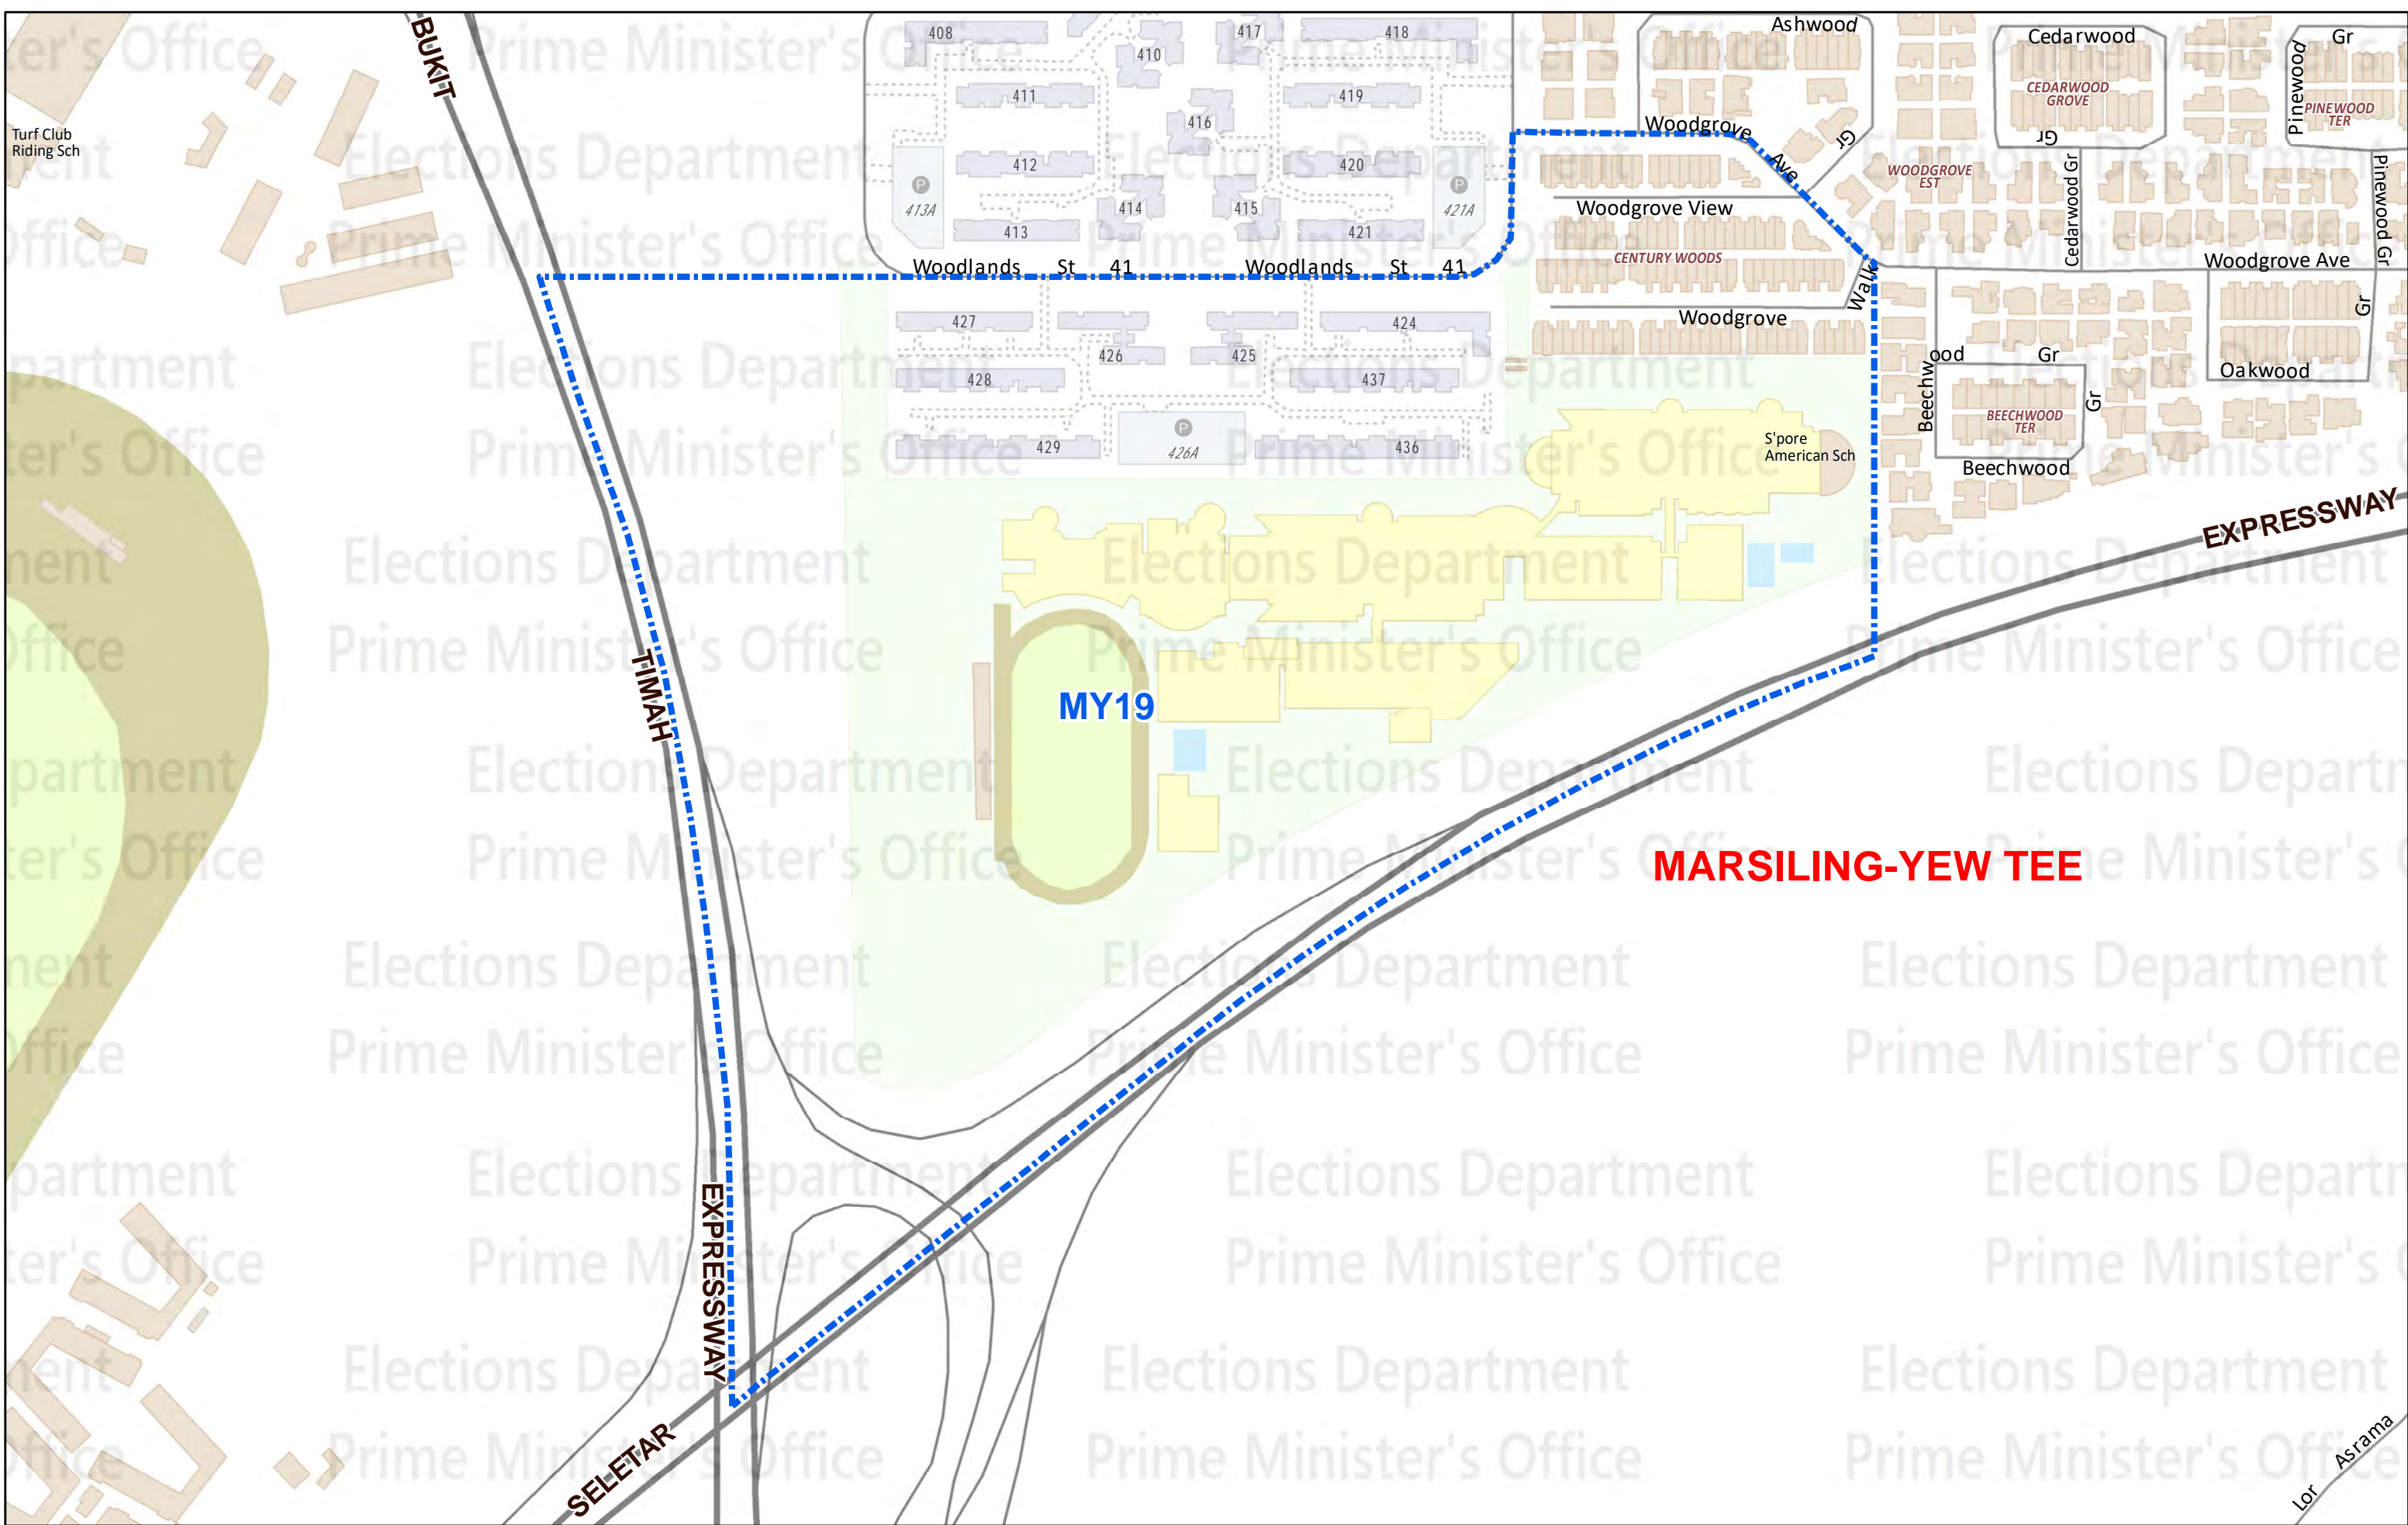 BUKIT
408
410
417
418
Ashwood
Cedarwood
Pinewood
Gr
411
419
CEDARWOOD
GROVE
PINEWOOD
TER
Turf Club
Riding Sch
416
Woodgrove
Ave
Gr
Gr
412
420
WOODGROVE
EST
Cedarwood Gr
Pinewood Gr
P
413A
414
415
P
421A
Woodgrove View
413
421
CENTURY WOODS
Woodlands St 41
Woodlands St 41
Walk
Woodgrove Ave
427
424
Woodgrove
Gr
426
425
Beechwood
Gr
428
437
Oakwood
BEECHWOOD
TER
Gr
P
426A
429
436
S'pore
American Sch
Beechwood
EXPRESSWAY
TIMAH
MY19
MARSILING-YEW TEE
EXPRESSWAY
SELETAR
Lor Asrama
Elections Department
Prime Minister's Office